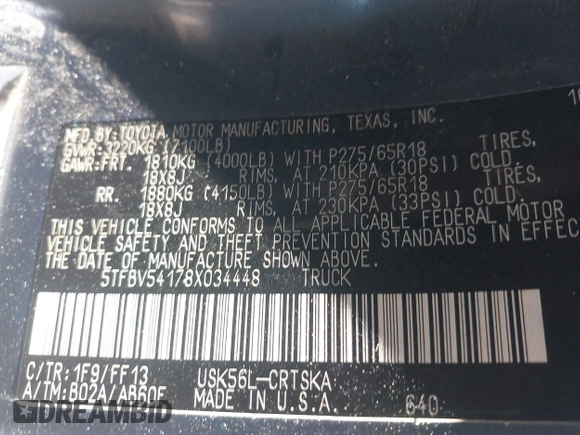 10
MFD.BY:TOYOTA MOTOR MANUFACTURING, TEXAS, INC.
GVWR:3220KG (7100LB)
GAWR:FRT. 1810KG (4000LB) WITH P275/65R18 TIRES,
18X8J RIMS, AT 210KPA (30PSI) COLD.
RR. 1880KG (4150LB) WITH P275/65R18 TIRES,
18X8J RIMS, AT 230KPA (33PSI) COLD.
THIS VEHICLE CONFORMS TO ALL APPLICABLE FEDERAL MOTOR
VEHICLE SAFETY AND THEFT PREVENTION STANDARDS IN EFFEC
THE DATE OF MANUFACTURE SHOWN ABOVE.
5TFBV54178X034448 TRUCK
C/TR:1F9/FF13 USK56L-CRTSKA
A/TM:B02A/AB60F MADE IN U.S.A. 640
DREAMBID.COM